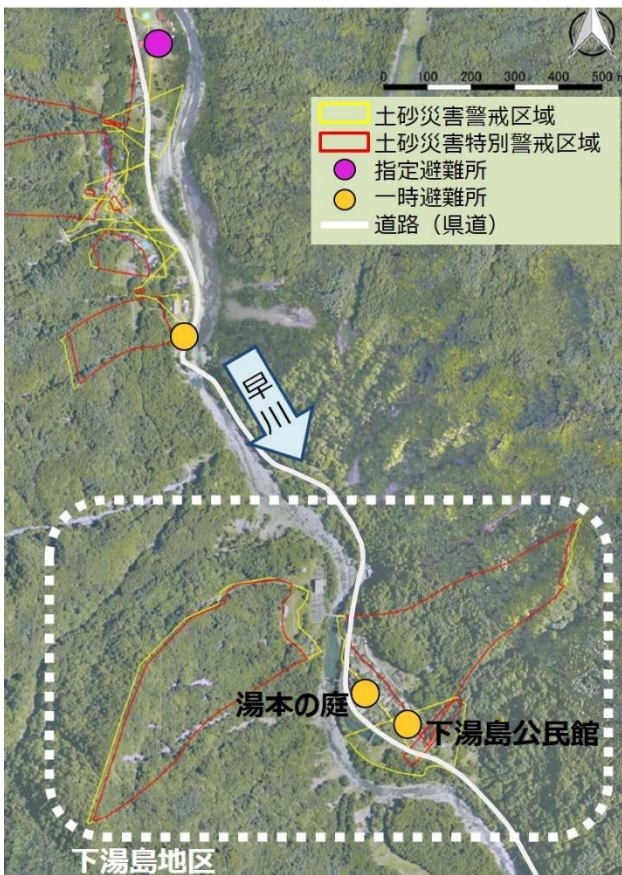 0 100 200 300 400 500 m
土砂災害警戒区域
土砂災害特別警戒区域
指定避難所
一時避難所
道路（県道）
早川
湯本の庭
下湯島公民館
下湯島地区